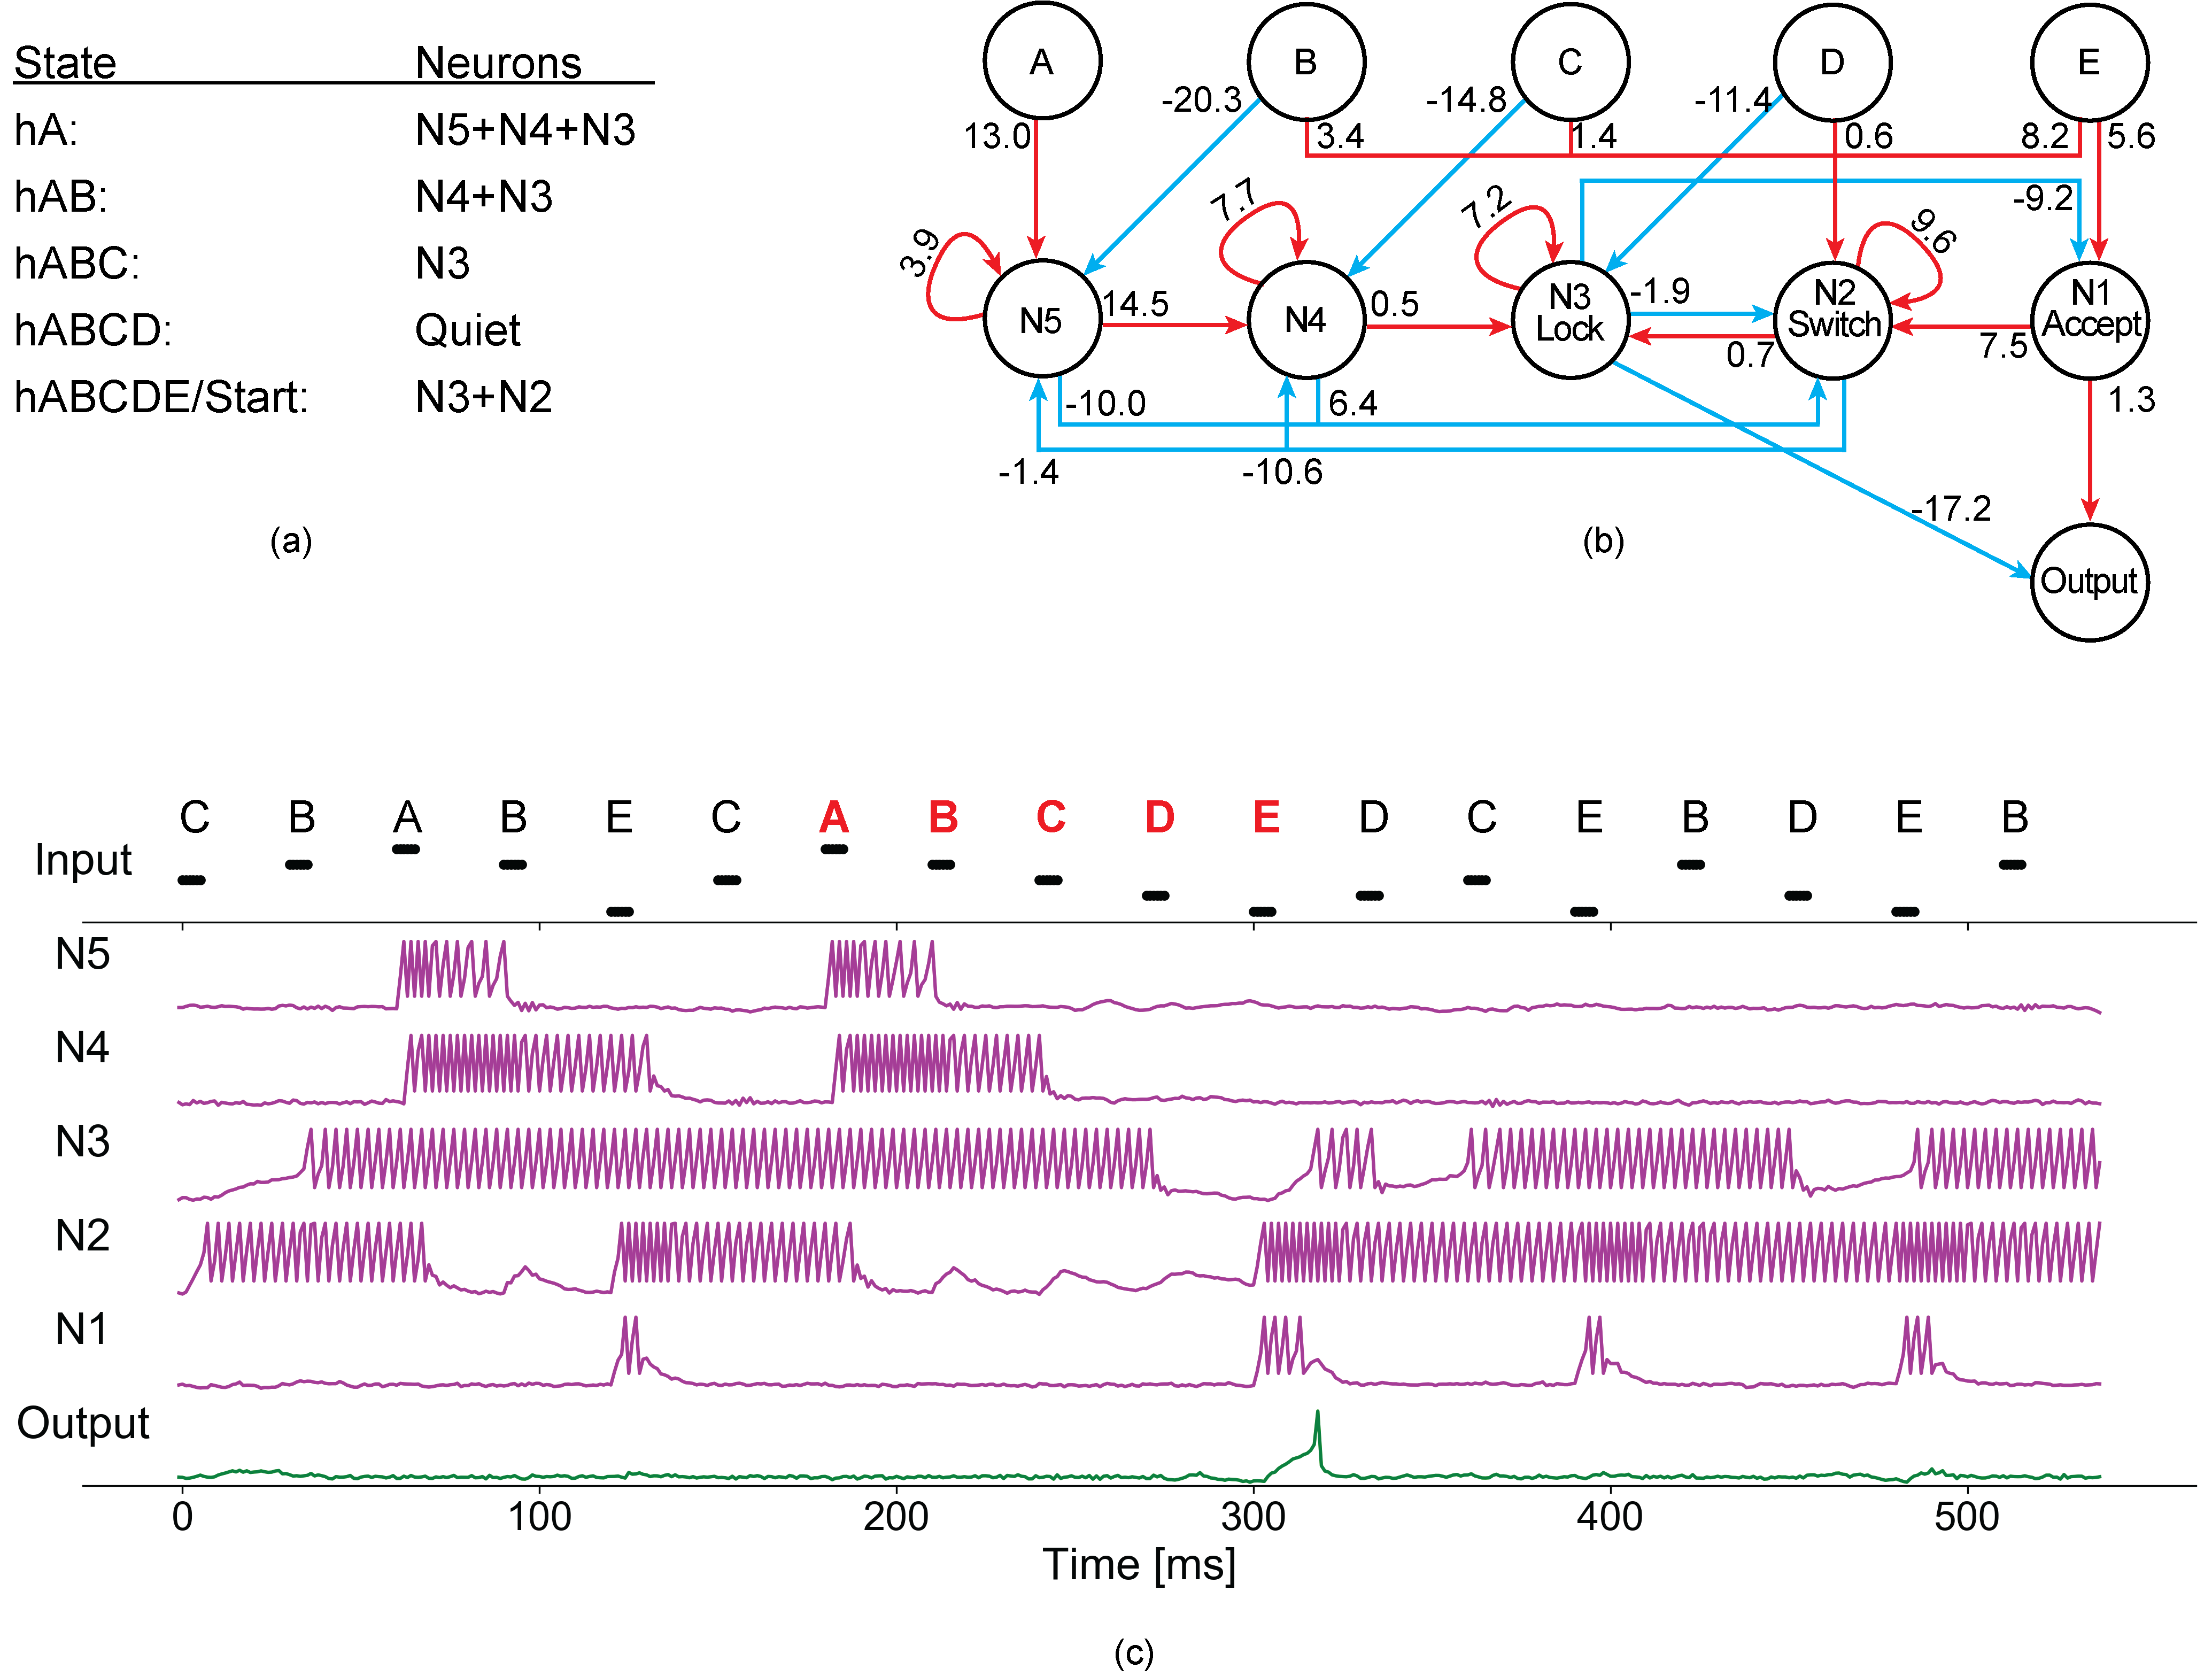 State Neurons
hA: N5+N4+N3
hAB: N4+N3
hABC: N3
hABCD: Quiet
hABCDE/Start: N3+N2
(a)
A B C D E
-20.3 -14.8 -11.4
13.0 3.4 1.4 0.6 8.2 5.6
3.9 7.7 7.2 9.6 -9.2
N5 N4 N3 Lock N2 Switch N1 Accept
14.5 0.5 -1.9 0.7 7.5
-10.0 6.4 1.3
-1.4 -10.6
-17.2
Output
(b)
C B A B E C A B C D E D C E B D E B
Input
N5
N4
N3
N2
N1
Output
0 100 200 300 400 500
Time [ms]
(c)